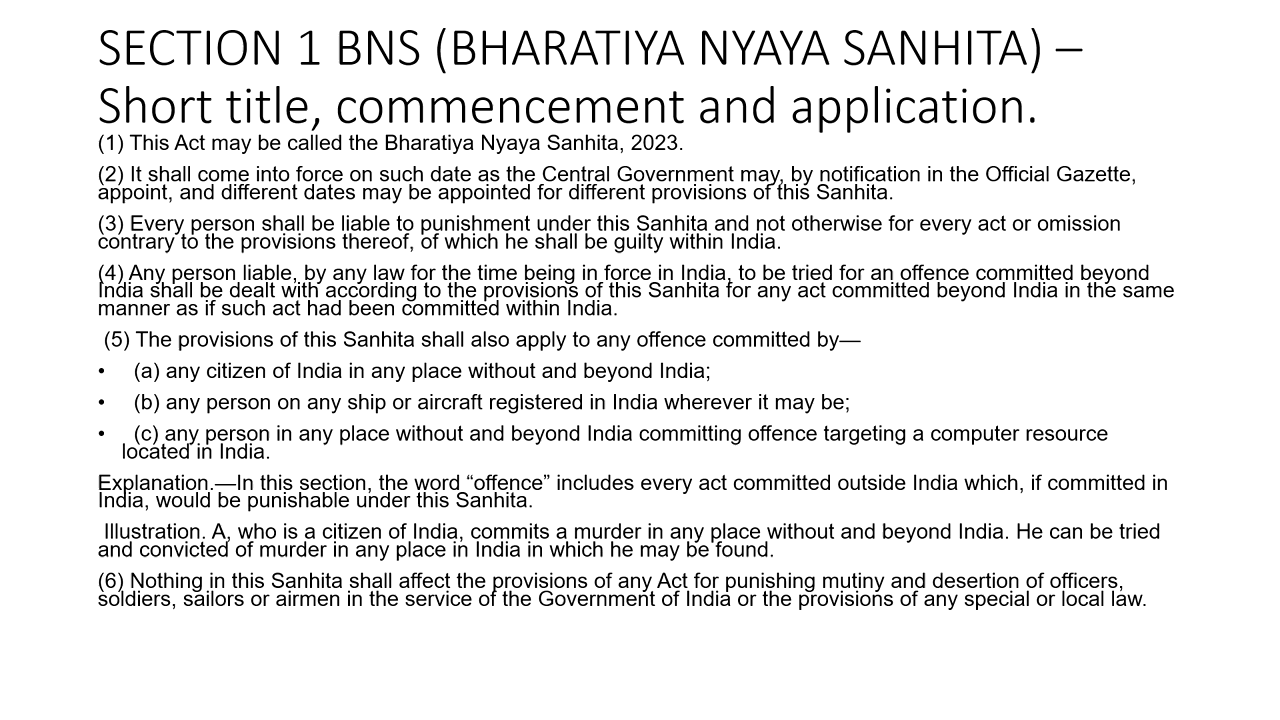 SECTION 1 BNS (BHARATIYA NYAYA SANHITA) –
Short title, commencement and application.
(1) This Act may be called the Bharatiya Nyaya Sanhita, 2023.
(2) It shall come into force on such date as the Central Government may, by notification in the Official Gazette,
appoint, and different dates may be appointed for different provisions of this Sanhita.
(3) Every person shall be liable to punishment under this Sanhita and not otherwise for every act or omission
contrary to the provisions thereof, of which he shall be guilty within India.
(4) Any person liable, by any law for the time being in force in India, to be tried for an offence committed beyond
India shall be dealt with according to the provisions of this Sanhita for any act committed beyond India in the same
manner as if such act had been committed within India.
(5) The provisions of this Sanhita shall also apply to any offence committed by—
• (a) any citizen of India in any place without and beyond India;
• (b) any person on any ship or aircraft registered in India wherever it may be;
• (c) any person in any place without and beyond India committing offence targeting a computer resource
located in India.
Explanation.—In this section, the word “offence” includes every act committed outside India which, if committed in
India, would be punishable under this Sanhita.
Illustration. A, who is a citizen of India, commits a murder in any place without and beyond India. He can be tried
and convicted of murder in any place in India in which he may be found.
(6) Nothing in this Sanhita shall affect the provisions of any Act for punishing mutiny and desertion of officers,
soldiers, sailors or airmen in the service of the Government of India or the provisions of any special or local law.